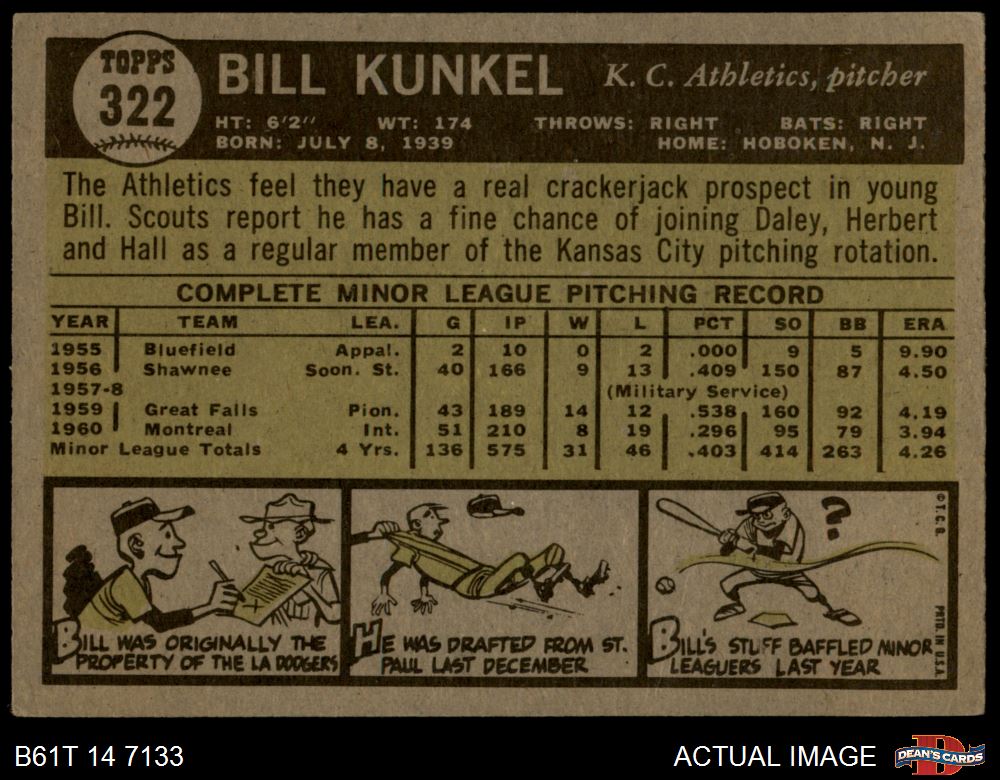 TOPPS
322
BILL KUNKEL K. C. Athletics, pitcher
HT: 6'2" WT: 174 THROWS: RIGHT BATS: RIGHT
BORN: JULY 8, 1939 HOME: HOBOKEN, N. J.
The Athletics feel they have a real crackerjack prospect in young
Bill. Scouts report he has a fine chance of joining Daley, Herbert
and Hall as a regular member of the Kansas City pitching rotation.
COMPLETE MINOR LEAGUE PITCHING RECORD
YEAR TEAM LEA. G IP W L PCT SO BB ERA
1955 Bluefield Appal. 2 10 0 2 .000 9 5 9.90
1956 Shawnee Soon. St. 40 166 9 13 .409 150 87 4.50
1957-8 (Military Service)
1959 Great Falls Pion. 43 189 14 12 .538 160 92 4.19
1960 Montreal Int. 51 210 8 19 .296 95 79 3.94
Minor League Totals 4 Yrs. 136 575 31 46 .403 414 263 4.26
BILL WAS ORIGINALLY THE
PROPERTY OF THE LA DODGERS
HE WAS DRAFTED FROM ST.
PAUL LAST DECEMBER
?
BILL'S STUFF BAFFLED MINOR
LEAGUERS LAST YEAR
© T.C.G.
PRTD IN U.S.A.
B61T 14 7133
ACTUAL IMAGE
DEAN'S CARDS